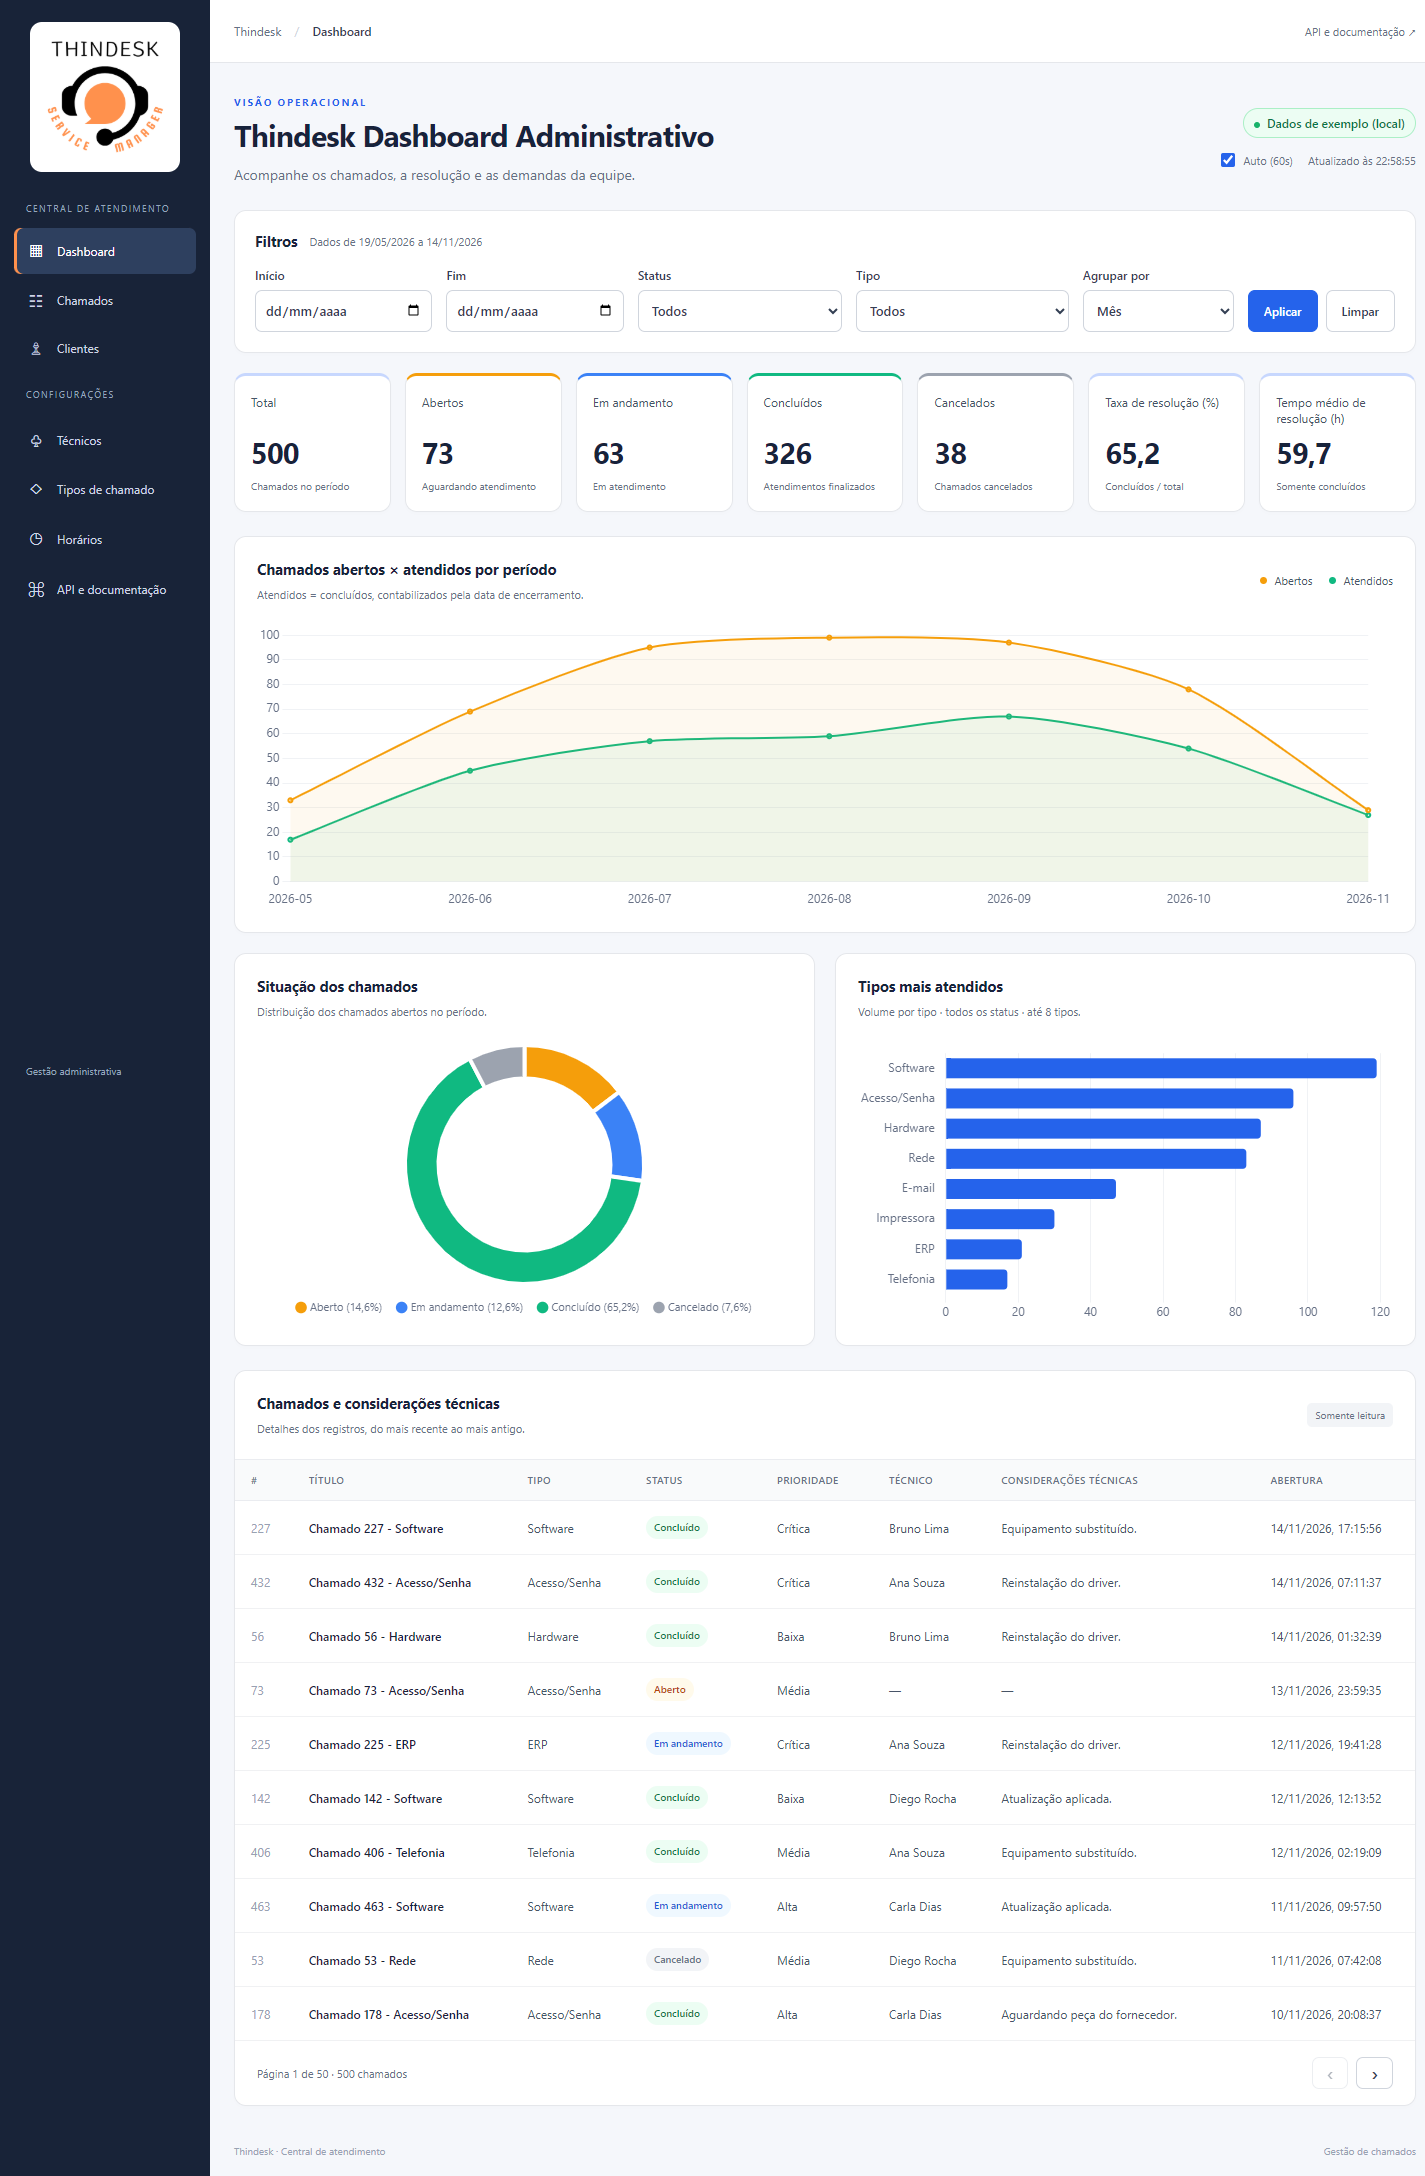 THINDESK
SERVICE MANAGER
CENTRAL DE ATENDIMENTO
Dashboard
Chamados
Clientes
CONFIGURAÇÕES
Técnicos
Tipos de chamado
Horários
API e documentação
Gestão administrativa
Thindesk / Dashboard
API e documentação ↗
VISÃO OPERACIONAL
Thindesk Dashboard Administrativo
Acompanhe os chamados, a resolução e as demandas da equipe.
Dados de exemplo (local)
Auto (60s) Atualizado às 22:58:55
Filtros Dados de 19/05/2026 a 14/11/2026
Início Fim Status Tipo Agrupar por
dd/mm/aaaa dd/mm/aaaa Todos Todos Mês Aplicar Limpar
Total
500
Chamados no período
Abertos
73
Aguardando atendimento
Em andamento
63
Em atendimento
Concluídos
326
Atendimentos finalizados
Cancelados
38
Chamados cancelados
Taxa de resolução (%)
65,2
Concluídos / total
Tempo médio de
resolução (h)
59,7
Somente concluídos
Chamados abertos × atendidos por período
Atendidos = concluídos, contabilizados pela data de encerramento.
Abertos Atendidos
100
90
80
70
60
50
40
30
20
10
0
2026-05 2026-06 2026-07 2026-08 2026-09 2026-10 2026-11
Situação dos chamados
Distribuição dos chamados abertos no período.
Aberto (14,6%) Em andamento (12,6%) Concluído (65,2%) Cancelado (7,6%)
Tipos mais atendidos
Volume por tipo · todos os status · até 8 tipos.
Software
Acesso/Senha
Hardware
Rede
E-mail
Impressora
ERP
Telefonia
0 20 40 60 80 100 120
Chamados e considerações técnicas
Detalhes dos registros, do mais recente ao mais antigo.
Somente leitura
# TÍTULO TIPO STATUS PRIORIDADE TÉCNICO CONSIDERAÇÕES TÉCNICAS ABERTURA
227 Chamado 227 - Software Software Concluído Crítica Bruno Lima Equipamento substituído. 14/11/2026, 17:15:56
432 Chamado 432 - Acesso/Senha Acesso/Senha Concluído Crítica Ana Souza Reinstalação do driver. 14/11/2026, 07:11:37
56 Chamado 56 - Hardware Hardware Concluído Baixa Bruno Lima Reinstalação do driver. 14/11/2026, 01:32:39
73 Chamado 73 - Acesso/Senha Acesso/Senha Aberto Média — — 13/11/2026, 23:59:35
225 Chamado 225 - ERP ERP Em andamento Crítica Ana Souza Reinstalação do driver. 12/11/2026, 19:41:28
142 Chamado 142 - Software Software Concluído Baixa Diego Rocha Atualização aplicada. 12/11/2026, 12:13:52
406 Chamado 406 - Telefonia Telefonia Concluído Média Ana Souza Equipamento substituído. 12/11/2026, 02:19:09
463 Chamado 463 - Software Software Em andamento Alta Carla Dias Atualização aplicada. 11/11/2026, 09:57:50
53 Chamado 53 - Rede Rede Cancelado Média Diego Rocha Equipamento substituído. 11/11/2026, 07:42:08
178 Chamado 178 - Acesso/Senha Acesso/Senha Concluído Alta Carla Dias Aguardando peça do fornecedor. 10/11/2026, 20:08:37
Página 1 de 50 · 500 chamados ‹ ›
Thindesk · Central de atendimento
Gestão de chamados